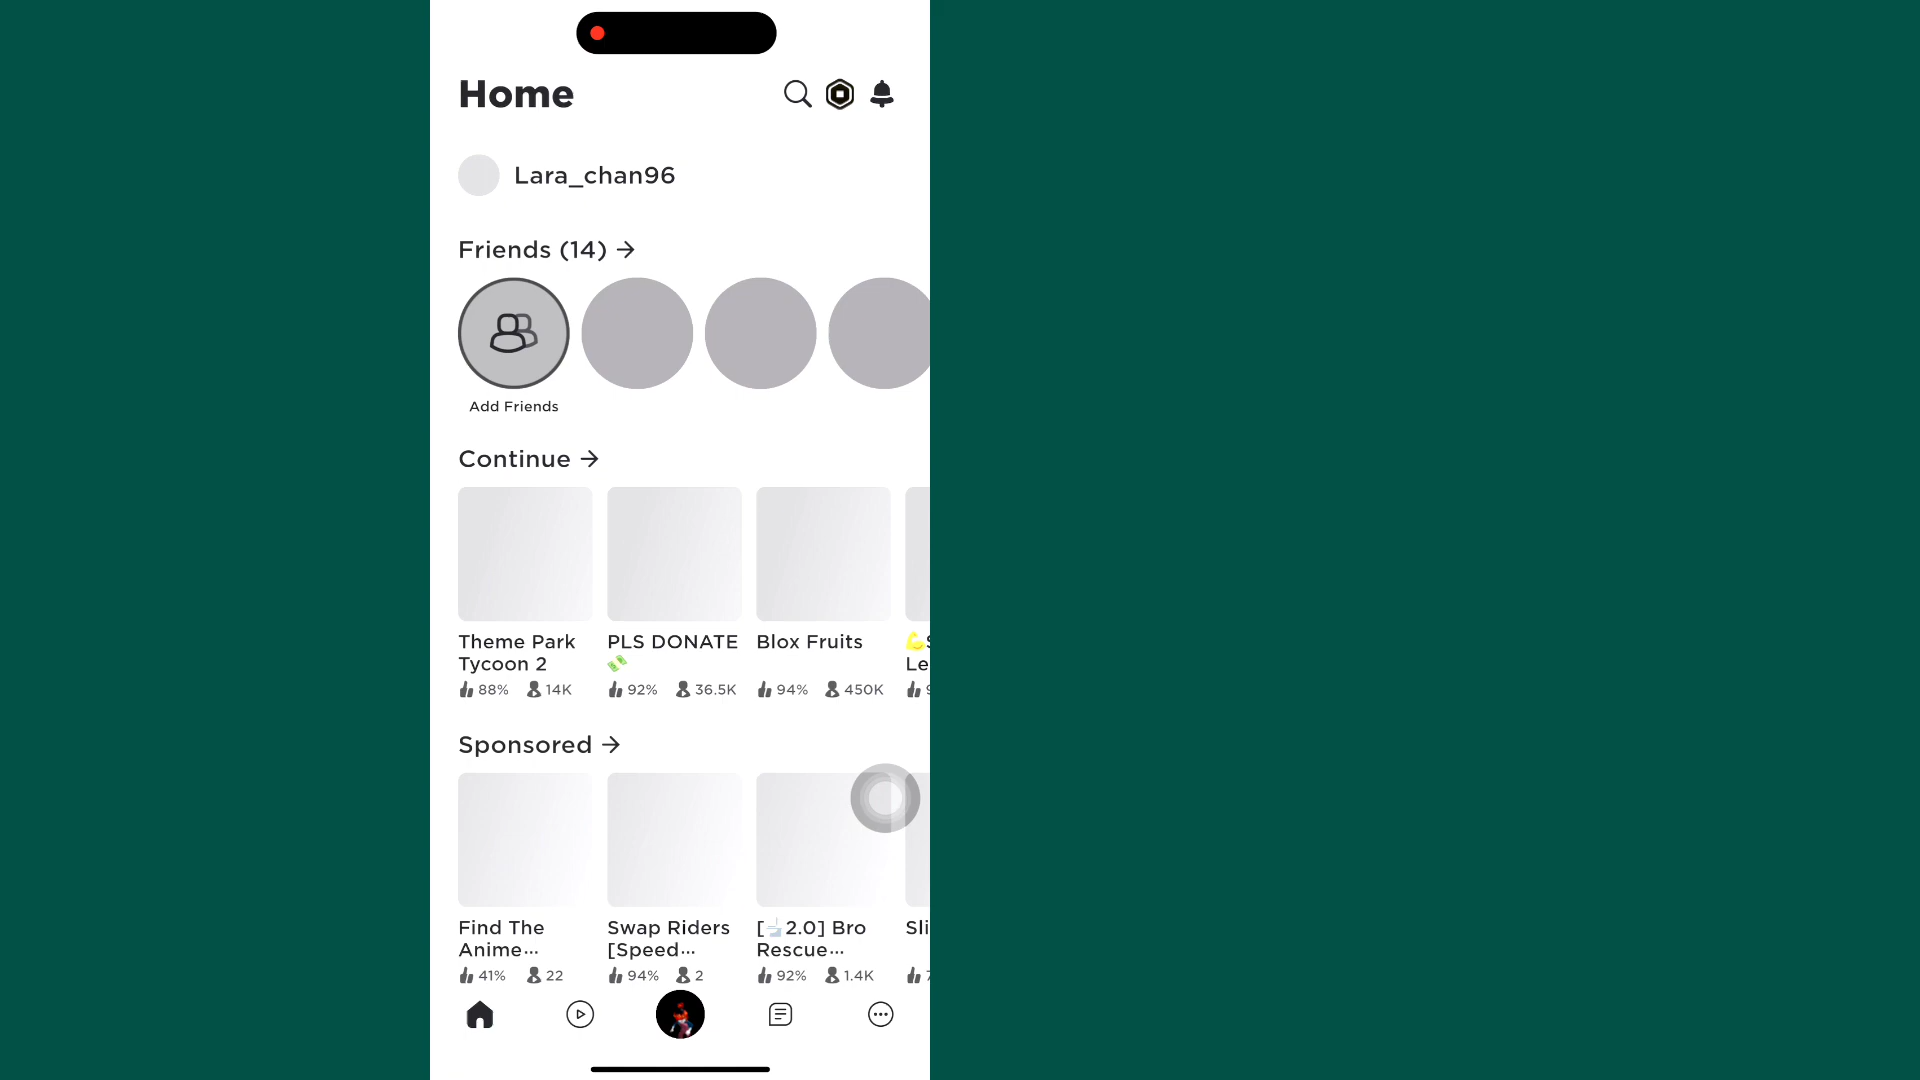 Home
Lara_chan96
Friends (14) →
Add Friends
Continue →
Theme Park
Tycoon 2
88% 14K
PLS DONATE
💸
92% 36.5K
Blox Fruits
94% 450K
💪
Le
Sponsored →
Find The
Anime...
41% 22
Swap Riders
[Speed...
94% 2
[🚽2.0] Bro
Rescue...
92% 1.4K
Sli